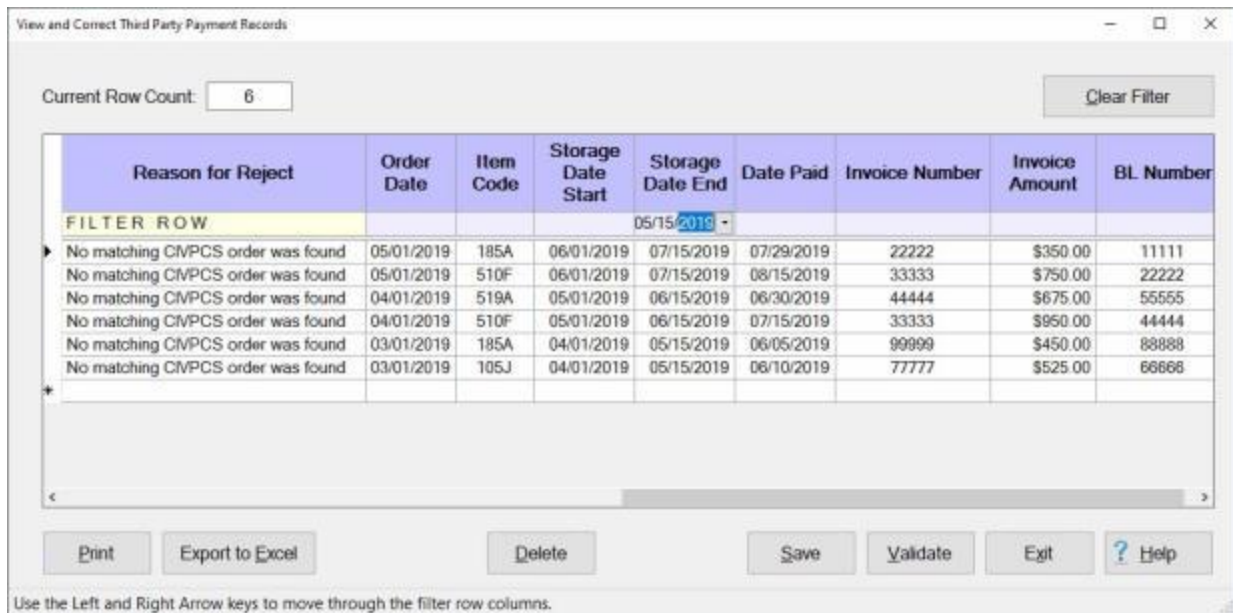 View and Correct Third Party Payment Records
Current Row Count: 6 Clear Filter
Reason for Reject Order Date Item Code Storage Date Start Storage Date End Date Paid Invoice Number Invoice Amount BL Number
FILTER ROW 05/15/2019
No matching CIVPCS order was found 05/01/2019 185A 06/01/2019 07/15/2019 07/29/2019 22222 $350.00 11111
No matching CIVPCS order was found 05/01/2019 510F 06/01/2019 07/15/2019 08/15/2019 33333 $750.00 22222
No matching CIVPCS order was found 04/01/2019 519A 05/01/2019 06/15/2019 06/30/2019 44444 $675.00 55555
No matching CIVPCS order was found 04/01/2019 510F 05/01/2019 06/15/2019 07/15/2019 33333 $950.00 44444
No matching CIVPCS order was found 03/01/2019 185A 04/01/2019 05/15/2019 06/05/2019 99999 $450.00 88888
No matching CIVPCS order was found 03/01/2019 105J 04/01/2019 05/15/2019 06/10/2019 77777 $525.00 66666
Print Export to Excel Delete Save Validate Exit ? Help
Use the Left and Right Arrow keys to move through the filter row columns.